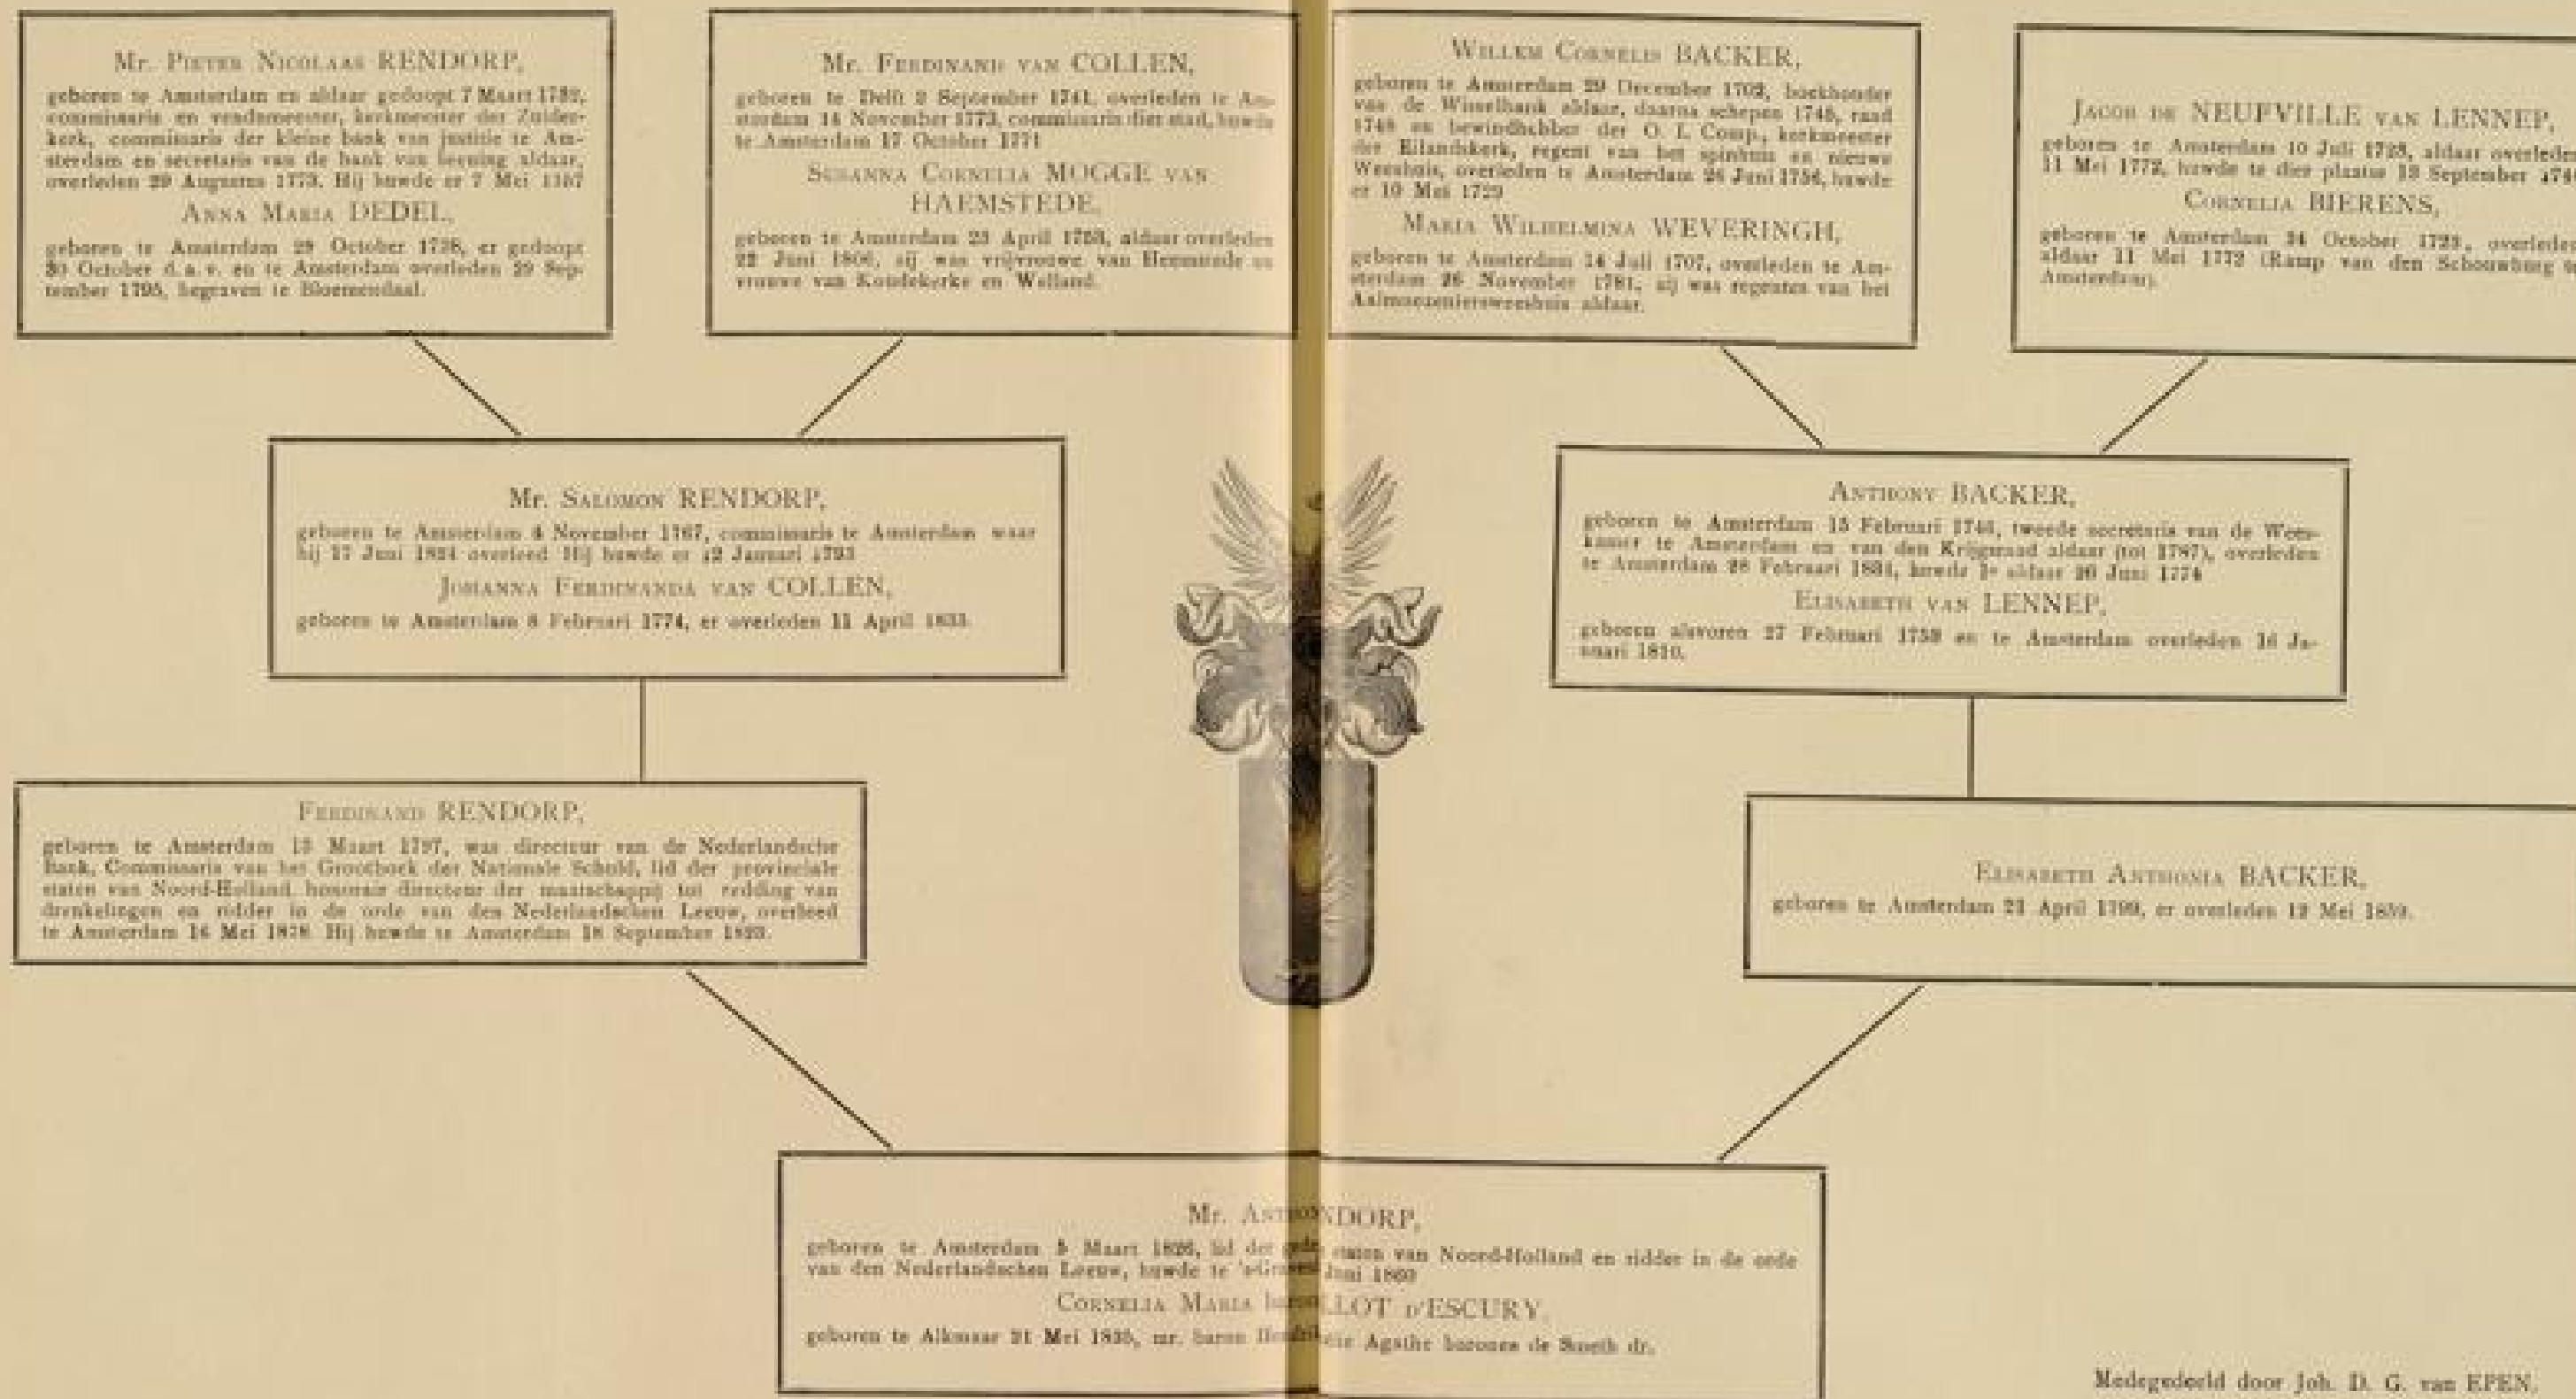 Mr. PIETER NICOLAAS RENDORP,
geboren te Amsterdam en aldaar gedoopt 7 Maart 1732,
commissaris en vendumeester, kerkmeester der Zuider-
kerk, commissaris der kleine bank van justitie te Am-
sterdam en secretaris van de bank van leening aldaar,
overleden 29 Augustus 1773. Hij huwde er 7 Mei 1757
ANNA MARIA DEDEL,
geboren te Amsterdam 29 October 1736, er gedoopt
30 October d.a.v. en te Amsterdam overleden 29 Sep-
tember 1795, begraven te Bloemendaal.
Mr. FERDINAND VAN COLLEN,
geboren te Delft 2 September 1741, overleden te Am-
sterdam 14 November 1773, commissaris dier stad, huwde
te Amsterdam 17 October 1771
SUSANNA CORNELIA MOGGE VAN
HAEMSTEDE,
geboren te Amsterdam 23 April 1753, aldaar overleden
22 Juni 1806, zij was vrijvrouwe van Heemstede en
vrouwe van Koudekerke en Welland.
WILLEM CORNELIS BACKER,
geboren te Amsterdam 29 December 1702, boekhouder
van de Wisselbank aldaar, daarna schepen 1745, raad
1748 en bewindhebber der O. I. Comp., kerkmeester
der Eilandskerk, regent van het spinhuis en nieuwe
Weeshuis, overleden te Amsterdam 26 Juni 1756, huwde
er 10 Mei 1729
MARIA WILHELMINA WEVERINGH,
geboren te Amsterdam 14 Juli 1707, overleden te Am-
sterdam 26 November 1781, zij was regentes van het
Aalmoezeniersweeshuis aldaar.
JACOB DE NEUFVILLE VAN LENNEP,
geboren te Amsterdam 10 Juli 1728, aldaar overleden
11 Mei 1772, huwde te dier plaatse 13 September
CORNELIA BIERENS,
geboren te Amsterdam 24 October 1723, overleden
aldaar 11 Mei 1772 (Ramp van den Schouwburg te
Amsterdam).
Mr. SALOMON RENDORP,
geboren te Amsterdam 4 November 1767, commissaris te Amsterdam waar
hij 17 Juni 1824 overleed Hij huwde er 12 Januari 1793
JOHANNA FERDINANDA VAN COLLEN,
geboren te Amsterdam 8 Februari 1774, er overleden 11 April 1833.
ANTHONY BACKER,
geboren te Amsterdam 15 Februari 1746, tweede secretaris van de Wees-
kamer te Amsterdam en van den Krijgsraad aldaar (tot 1787), overleden
te Amsterdam 28 Februari 1831, huwde 1e aldaar 26 Juni 1774
ELISABETH VAN LENNEP,
geboren alsvoren 27 Februari 1753 en te Amsterdam overleden 16 Ja-
nuari 1810.
FERDINAND RENDORP,
geboren te Amsterdam 13 Maart 1797, was directeur van de Nederlandsche
Bank, Commissaris van het Grootboek der Nationale Schuld, lid der provinciale
staten van Noord-Holland, honorair directeur der maatschappij tot redding van
drenkelingen en ridder in de orde van den Nederlandschen Leeuw, overleed
te Amsterdam 16 Mei 1878. Hij huwde te Amsterdam 18 September 1823.
ELISABETH ANTHONIA BACKER,
geboren te Amsterdam 21 April 1799, er overleden 12 Mei 1859.
Mr. NDORP,
geboren te Amsterdam 5 Maart 1826, lid der staten van Noord-Holland en ridder in de orde
van den Nederlandschen Leeuw, huwde te Juni 1860
CORNELIA MARIA LLOT D'ESCURY,
geboren te Alkmaar 21 Mei 1835, mr. baron Agathe barones de Smeth dr.
Medegedeeld door Joh. D. G. van EPEN.